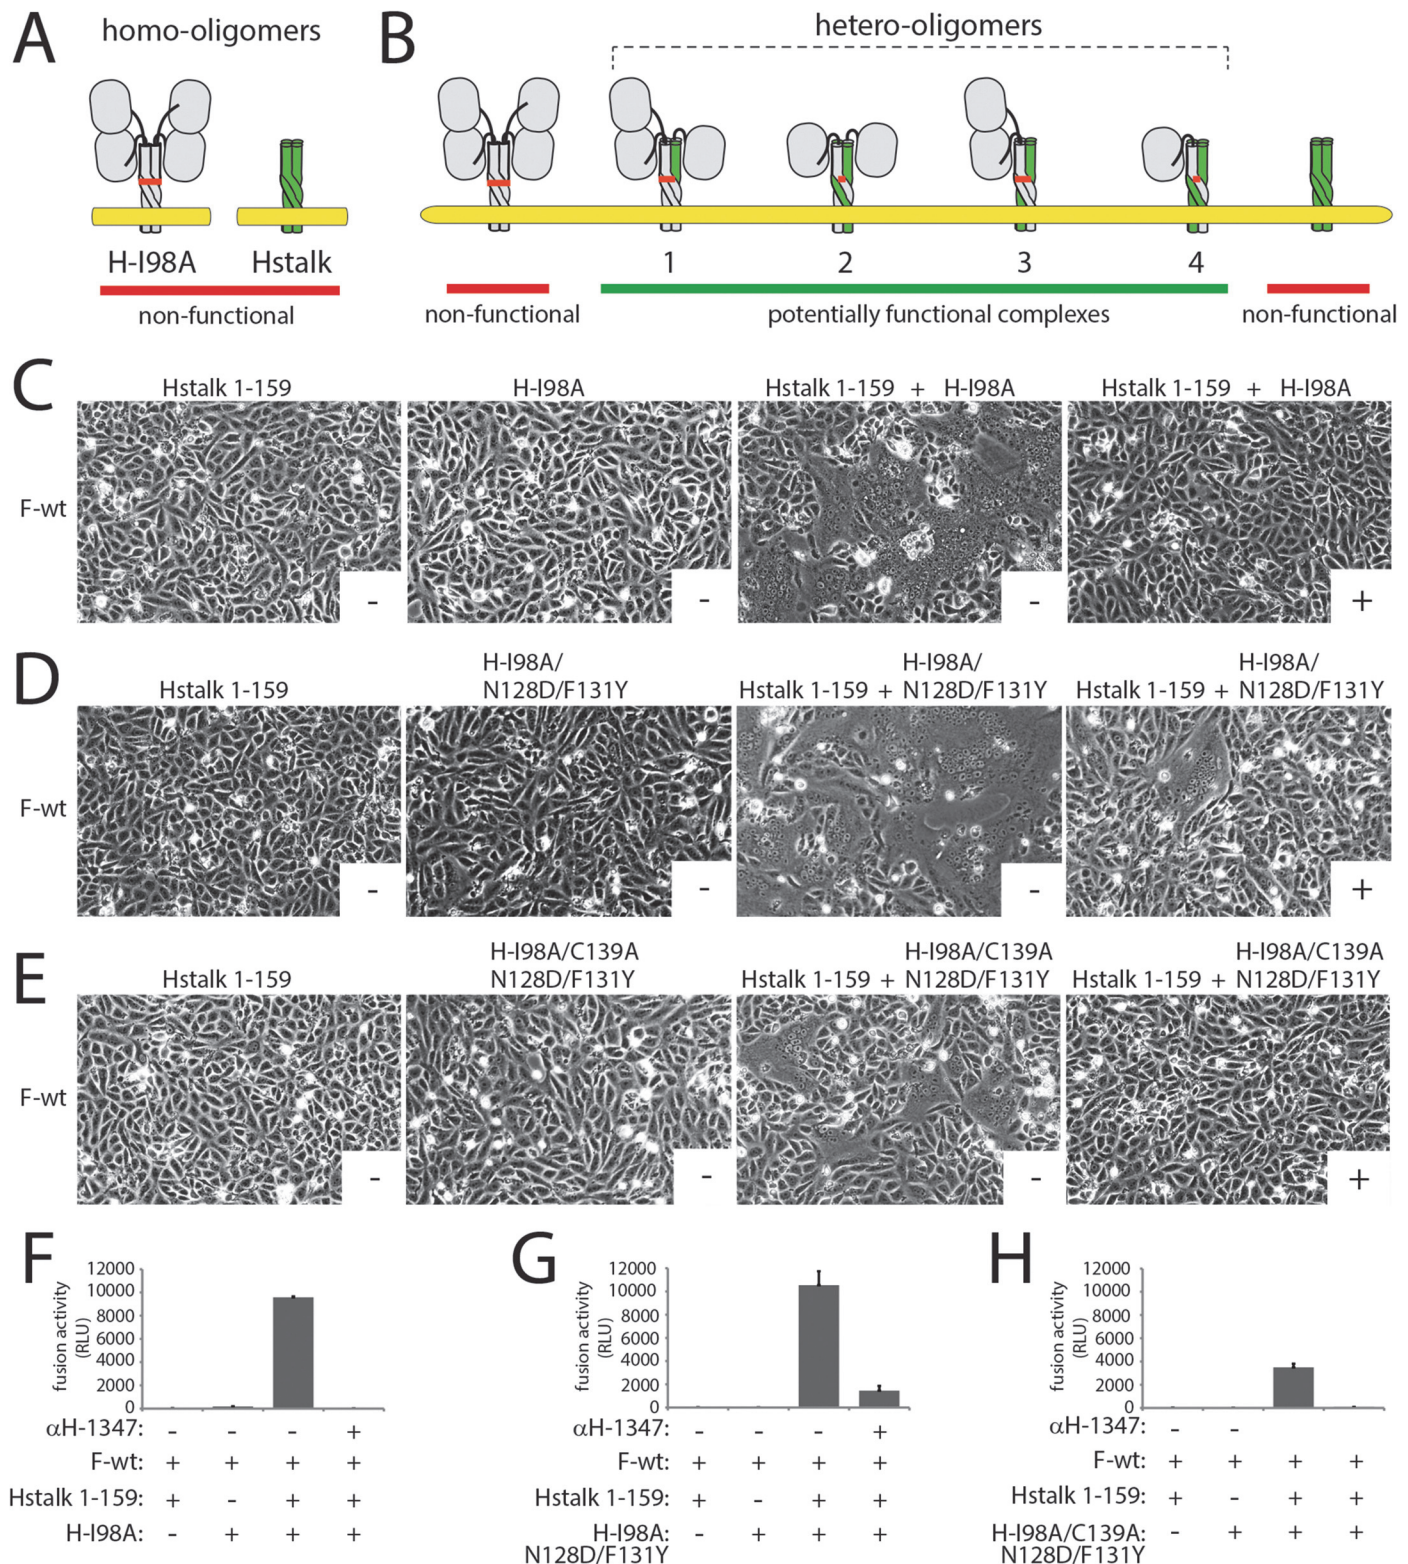 A
homo-oligomers
H-I98A
Hstalk
non-functional
B
hetero-oligomers
1
2
3
4
non-functional
potentially functional complexes
non-functional
C
Hstalk 1-159
H-I98A
Hstalk 1-159 + H-I98A
Hstalk 1-159 + H-I98A
F-wt
-
-
-
+
D
Hstalk 1-159
H-I98A/
N128D/F131Y
H-I98A/
Hstalk 1-159 + N128D/F131Y
H-I98A/
Hstalk 1-159 + N128D/F131Y
F-wt
-
-
-
+
E
Hstalk 1-159
H-I98A/C139A
N128D/F131Y
H-I98A/C139A
Hstalk 1-159 + N128D/F131Y
H-I98A/C139A
Hstalk 1-159 + N128D/F131Y
F-wt
-
-
-
+
F
fusion activity
(RLU)
12000
10000
8000
6000
4000
2000
0
αH-1347: - - - +
F-wt: + + + +
Hstalk 1-159: + - + +
H-I98A: - + + +
G
fusion activity
(RLU)
12000
10000
8000
6000
4000
2000
0
αH-1347: - - - +
F-wt: + + + +
Hstalk 1-159: + - + +
H-I98A: - + + +
N128D/F131Y
H
fusion activity
(RLU)
12000
10000
8000
6000
4000
2000
0
αH-1347: - -
F-wt: + + + +
Hstalk 1-159: + - + +
H-I98A/C139A: - + + +
N128D/F131Y